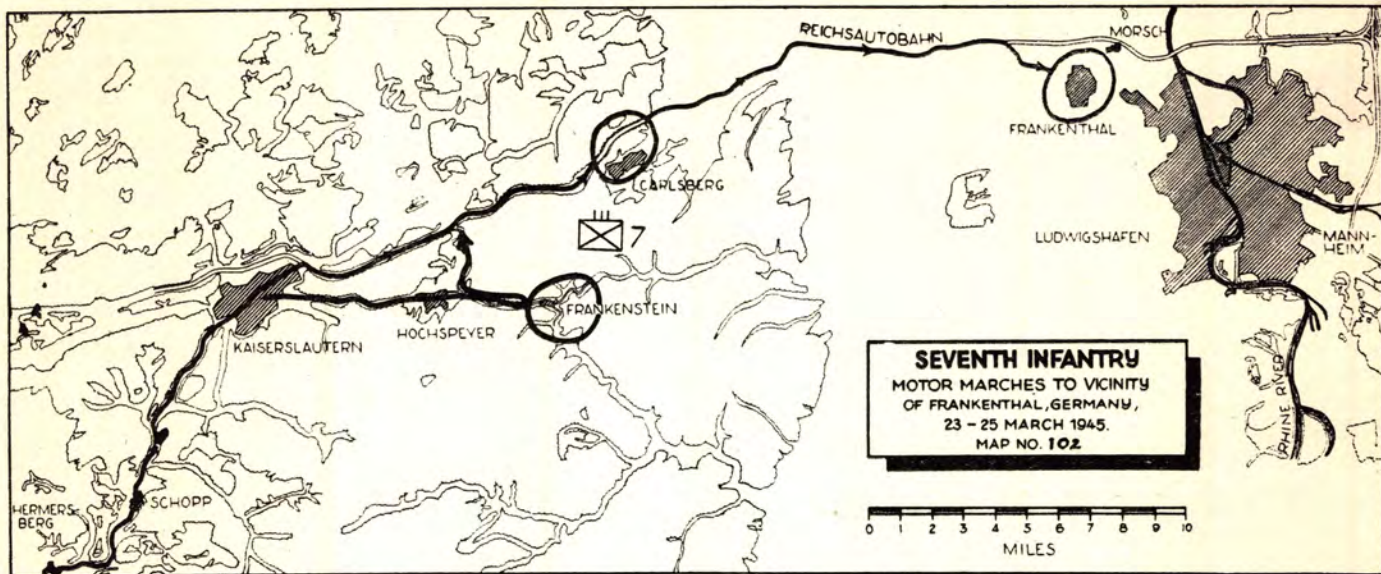 REICHSAUTOBAHN
MORSCH
FRANKENTHAL
CARLSBERG
7
LUDWIGSHAFEN
MANN-
HEIM
FRANKENSTEIN
HOCHSPEYER
KAISERSLAUTERN
SCHOPP
HERMERS-
BERG
RHINE RIVER
SEVENTH INFANTRY
MOTOR MARCHES TO VICINITY
OF FRANKENTHAL, GERMANY,
23 - 25 MARCH 1945.
MAP NO. 102
0 1 2 3 4 5 6 7 8 9 10
MILES